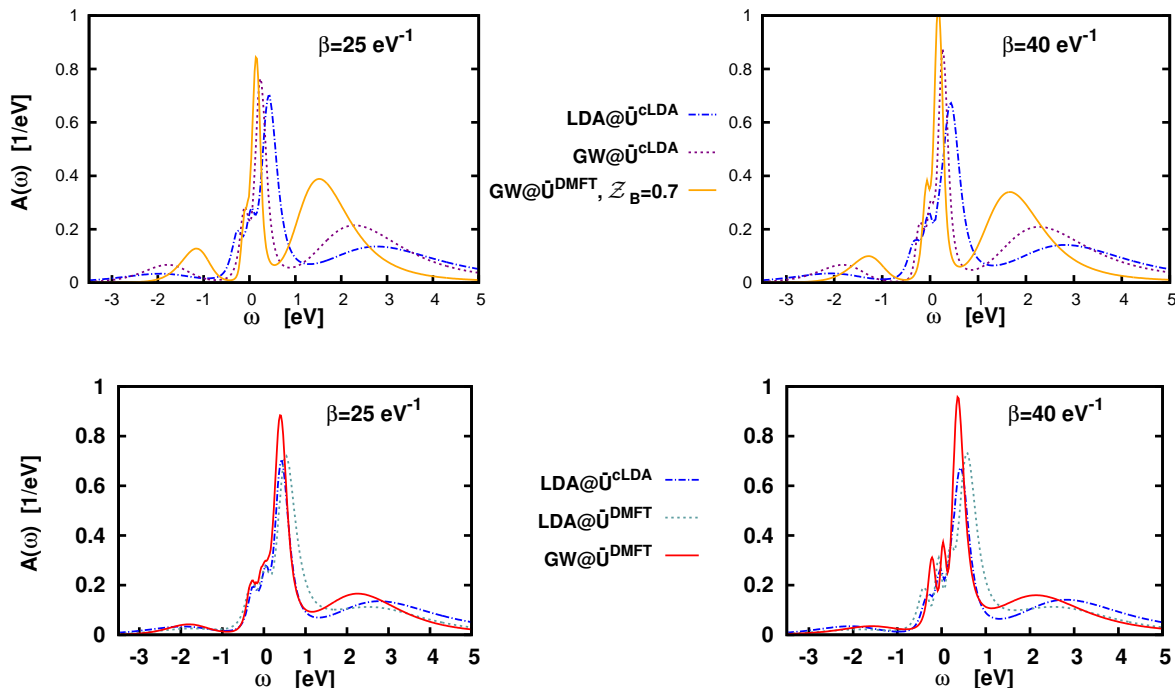 β=25 eV⁻¹
A(ω) [1/eV]
1
0.8
0.6
0.4
0.2
0
-3 -2 -1 0 1 2 3 4 5
ω [eV]
LDA@Ū^cLDA
GW@Ū^cLDA
GW@Ū^DMFT, Z_B=0.7
β=40 eV⁻¹
1
0.8
0.6
0.4
0.2
0
-3 -2 -1 0 1 2 3 4 5
ω [eV]
β=25 eV⁻¹
A(ω) [1/eV]
1
0.8
0.6
0.4
0.2
0
-3 -2 -1 0 1 2 3 4 5
ω [eV]
LDA@Ū^cLDA
LDA@Ū^DMFT
GW@Ū^DMFT
β=40 eV⁻¹
1
0.8
0.6
0.4
0.2
0
-3 -2 -1 0 1 2 3 4 5
ω [eV]